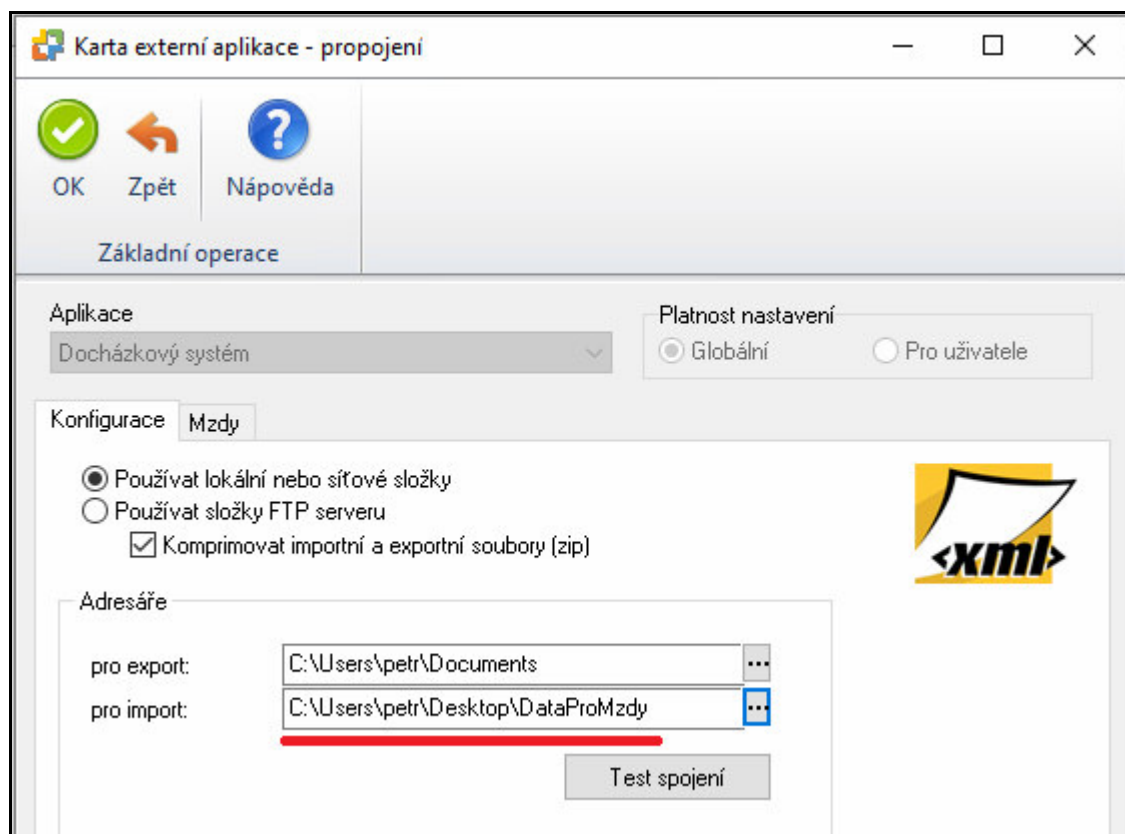 Karta externí aplikace - propojení
OK Zpět Nápověda
Základní operace
Aplikace
Platnost nastavení
Docházkový systém
Globální Pro uživatele
Konfigurace Mzdy
Používat lokální nebo síťové složky
Používat složky FTP serveru
Komprimovat importní a exportní soubory (zip)
<xml>
Adresáře
pro export: C:\Users\petr\Documents ...
pro import: C:\Users\petr\Desktop\DataProMzdy ...
Test spojení